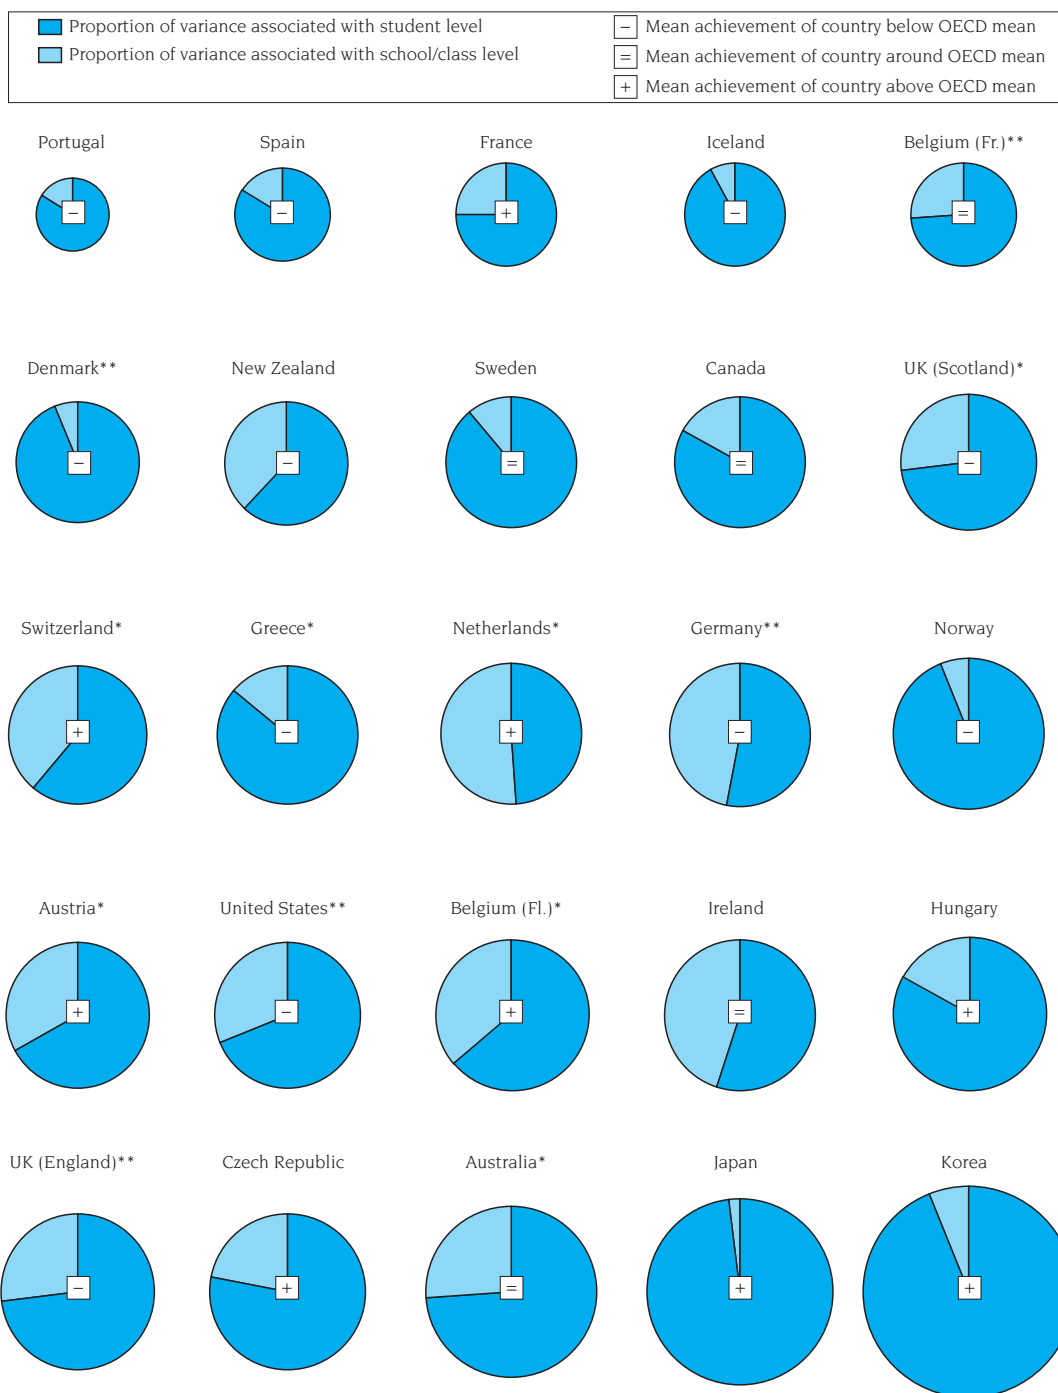 Proportion of variance associated with student level
Proportion of variance associated with school/class level
− Mean achievement of country below OECD mean
= Mean achievement of country around OECD mean
+ Mean achievement of country above OECD mean
Portugal Spain France Iceland Belgium (Fr.)**
− − + − =
Denmark** New Zealand Sweden Canada UK (Scotland)*
− − = = −
Switzerland* Greece* Netherlands* Germany** Norway
+ − + − −
Austria* United States** Belgium (Fl.)* Ireland Hungary
+ − + = +
UK (England)** Czech Republic Australia* Japan Korea
− + = + +